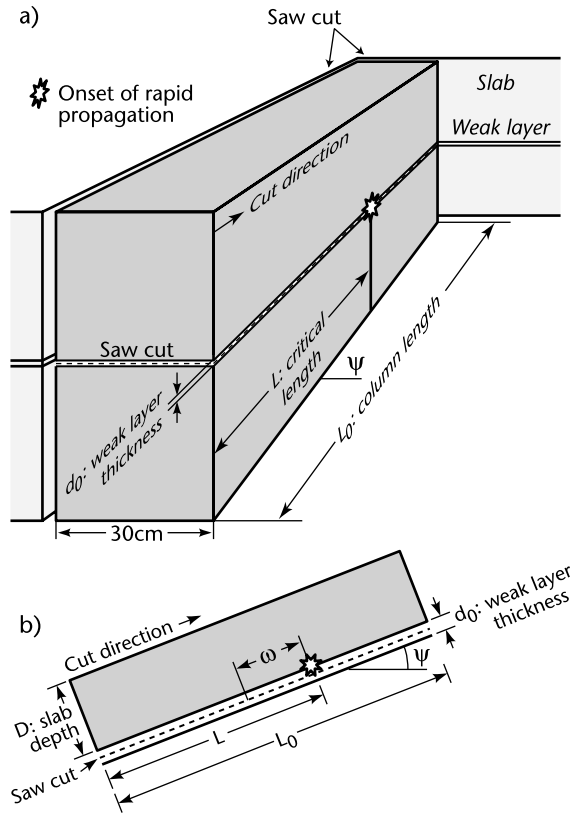 a)
Saw cut
Onset of rapid
propagation
Slab
Weak layer
Cut direction
Saw cut
L: critical
length
ψ
L₀: column length
d₀: weak layer
thickness
30cm
b)
Cut direction
d₀: weak layer
thickness
ω
ψ
D: slab
depth
L
L₀
Saw cut